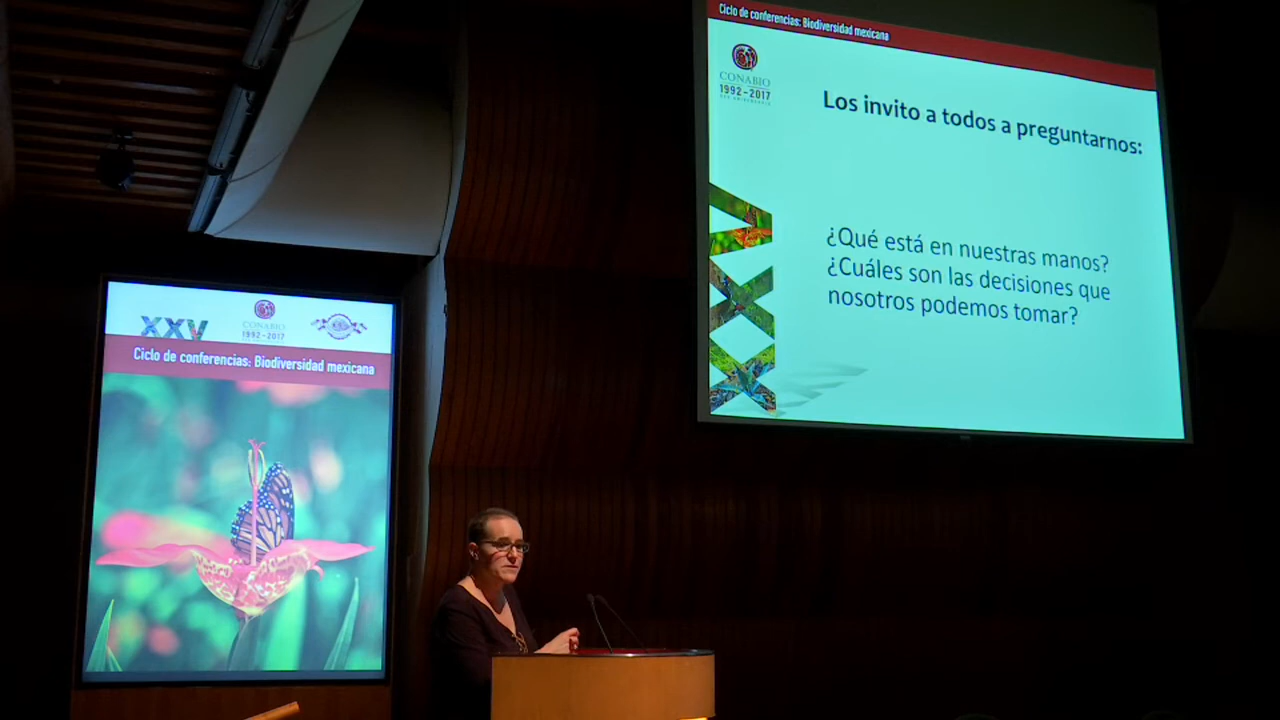 Ciclo de conferencias: Biodiversidad mexicana
CONABIO
1992-2017
Los invito a todos a preguntarnos:
¿Qué está en nuestras manos?
¿Cuáles son las decisiones que
nosotros podemos tomar?
XXV
XXV
CONABIO
1992-2017
Ciclo de conferencias: Biodiversidad mexicana